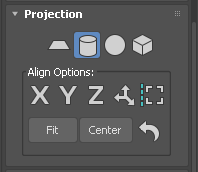 Projection
Align Options:
X Y Z
Fit Center